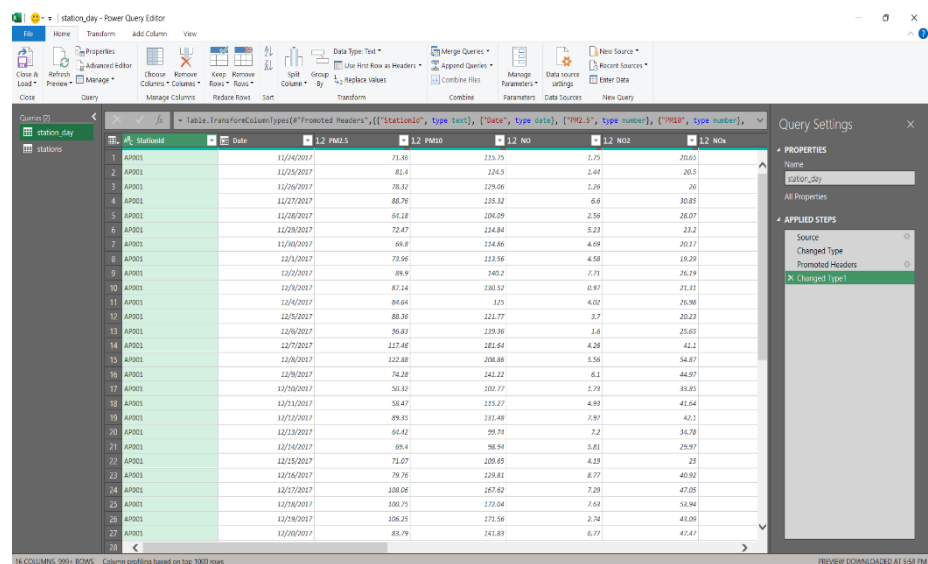 station_day - Power Query Editor
File Home Transform Add Column View
Close & Load
Refresh Preview
Properties
Advanced Editor
Manage
Choose Columns
Remove Columns
Keep Rows
Remove Rows
Split Column
Group By
Data Type: Text
Use First Row as Headers
Replace Values
Merge Queries
Append Queries
Combine Files
Manage Parameters
Data source settings
New Source
Recent Sources
Enter Data
Close Query Manage Columns Reduce Rows Sort Transform Combine Parameters Data Sources New Query
Queries [2]
station_day
stations
= Table.TransformColumnTypes(#"Promoted Headers",{{"StationId", type text}, {"Date", type date}, {"PM2.5", type number}, {"PM10", type number},
StationId Date 1.2 PM2.5 1.2 PM10 1.2 NO 1.2 NO2 1.2 NOx
1 AP001 11/24/2017 71.36 115.75 1.75 20.65
2 AP001 11/25/2017 81.4 124.5 1.44 20.5
3 AP001 11/26/2017 78.32 129.06 1.26 26
4 AP001 11/27/2017 88.76 135.32 6.6 30.85
5 AP001 11/28/2017 64.18 104.09 2.56 28.07
6 AP001 11/29/2017 72.47 114.84 5.23 23.2
7 AP001 11/30/2017 69.8 114.86 4.69 20.17
8 AP001 12/1/2017 73.96 113.56 4.58 19.29
9 AP001 12/2/2017 89.9 140.2 7.71 26.19
10 AP001 12/3/2017 87.14 130.52 0.97 21.31
11 AP001 12/4/2017 84.64 125 4.02 26.98
12 AP001 12/5/2017 88.36 121.77 3.7 20.23
13 AP001 12/6/2017 96.83 139.36 1.6 25.65
14 AP001 12/7/2017 117.46 181.64 4.26 41.1
15 AP001 12/8/2017 122.88 208.86 5.56 54.87
16 AP001 12/9/2017 74.28 141.22 6.1 44.97
17 AP001 12/10/2017 50.32 102.77 1.73 33.85
18 AP001 12/11/2017 58.47 115.27 4.93 41.64
19 AP001 12/12/2017 89.35 131.48 7.97 42.1
20 AP001 12/13/2017 64.42 99.74 7.2 34.78
21 AP001 12/14/2017 69.4 98.94 5.81 29.97
22 AP001 12/15/2017 71.07 109.65 4.19 25
23 AP001 12/16/2017 79.76 129.81 8.77 40.92
24 AP001 12/17/2017 108.06 167.62 7.29 47.05
25 AP001 12/18/2017 100.75 172.04 7.63 53.94
26 AP001 12/19/2017 106.25 171.56 2.74 43.09
27 AP001 12/20/2017 83.79 141.83 6.77 47.47
28
Query Settings
PROPERTIES
Name
station_day
All Properties
APPLIED STEPS
Source
Changed Type
Promoted Headers
Changed Type1
16 COLUMNS, 999+ ROWS Column profiling based on top 1000 rows PREVIEW DOWNLOADED AT 5:58 PM